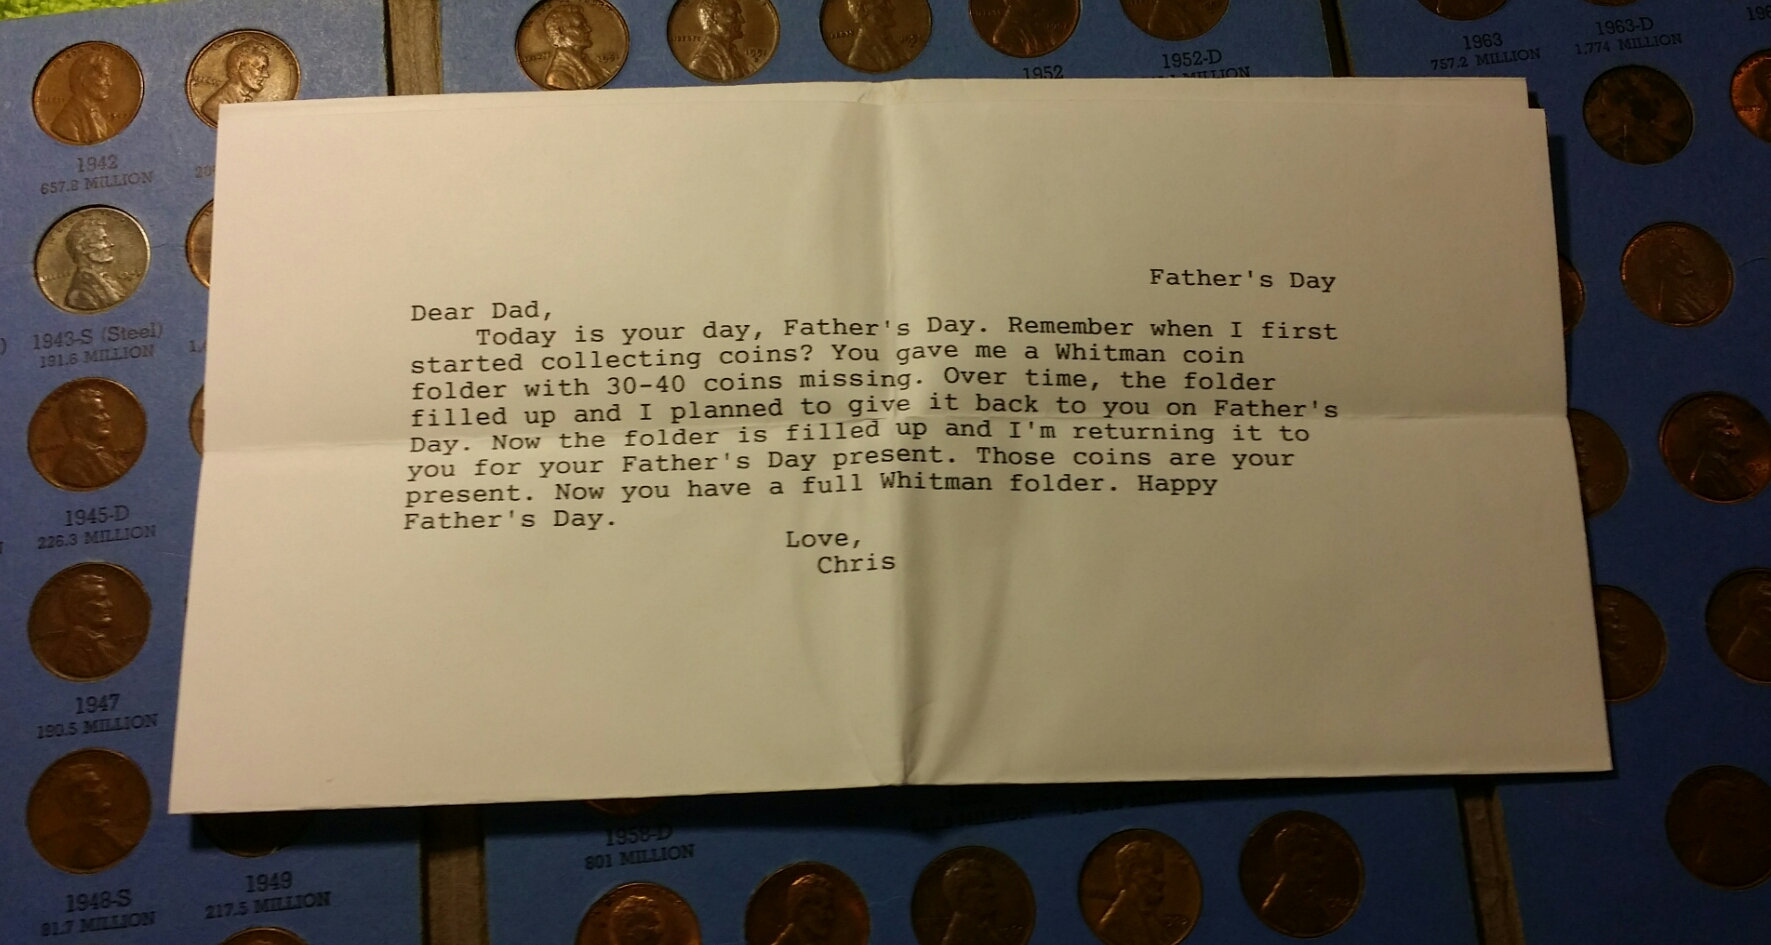 1952
1952-D
MILLION
1963
757.2 MILLION
1963-D
1.774 MILLION
1942
657.8 MILLION
1943-S (Steel)
191.6 MILLION
1945-D
226.3 MILLION
1947
190.5 MILLION
1948-S
81.7 MILLION
1949
217.5 MILLION
Father's Day
Dear Dad,
Today is your day, Father's Day. Remember when I first
started collecting coins? You gave me a Whitman coin
folder with 30-40 coins missing. Over time, the folder
filled up and I planned to give it back to you on Father's
Day. Now the folder is filled up and I'm returning it to
you for your Father's Day present. Those coins are your
present. Now you have a full Whitman folder. Happy
Father's Day.
Love,
Chris
1958-D
801 MILLION